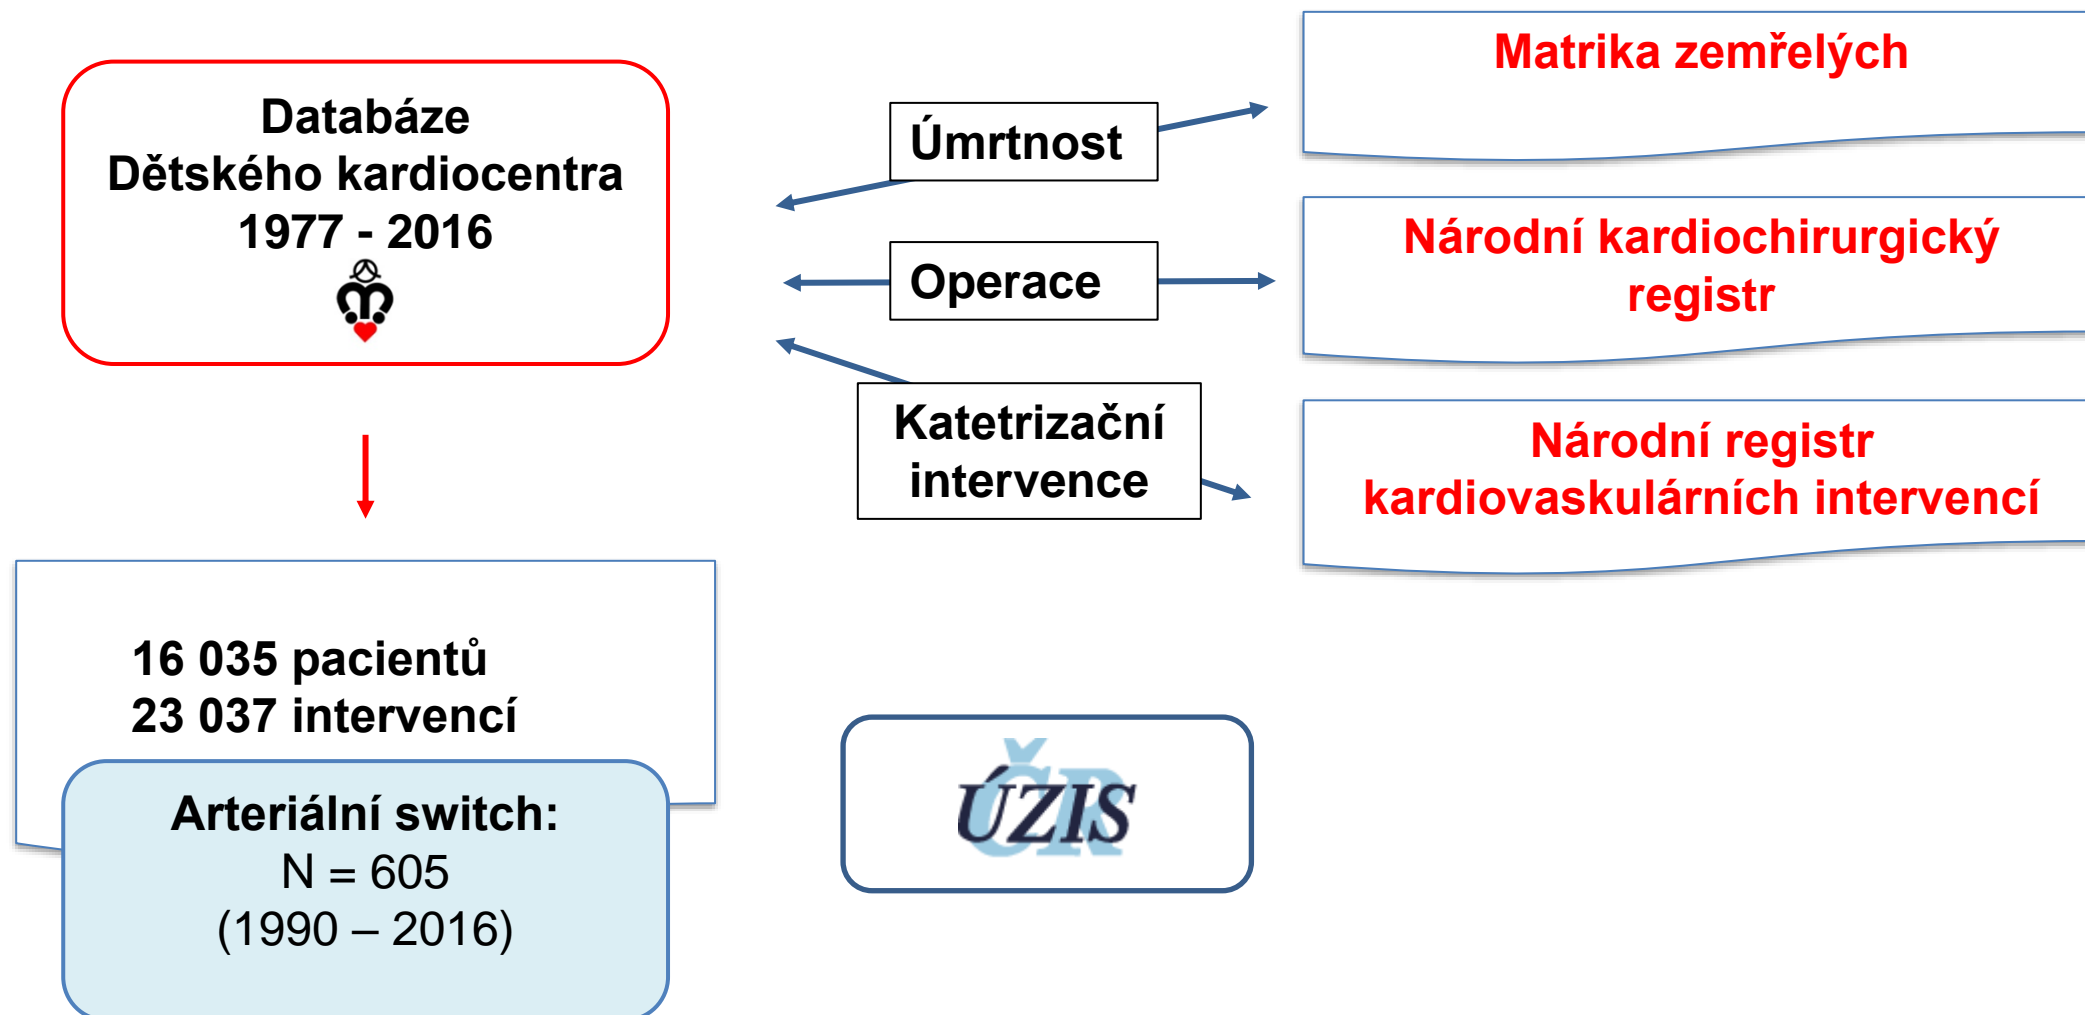 Databáze
Dětského kardiocentra
1977 - 2016
Úmrtnost
Operace
Katetrizační
intervence
Matrika zemřelých
Národní kardiochirurgický
registr
Národní registr
kardiovaskulárních intervencí
16 035 pacientů
23 037 intervencí
Arteriální switch:
N = 605
(1990 – 2016)
ÚZIS
ČR